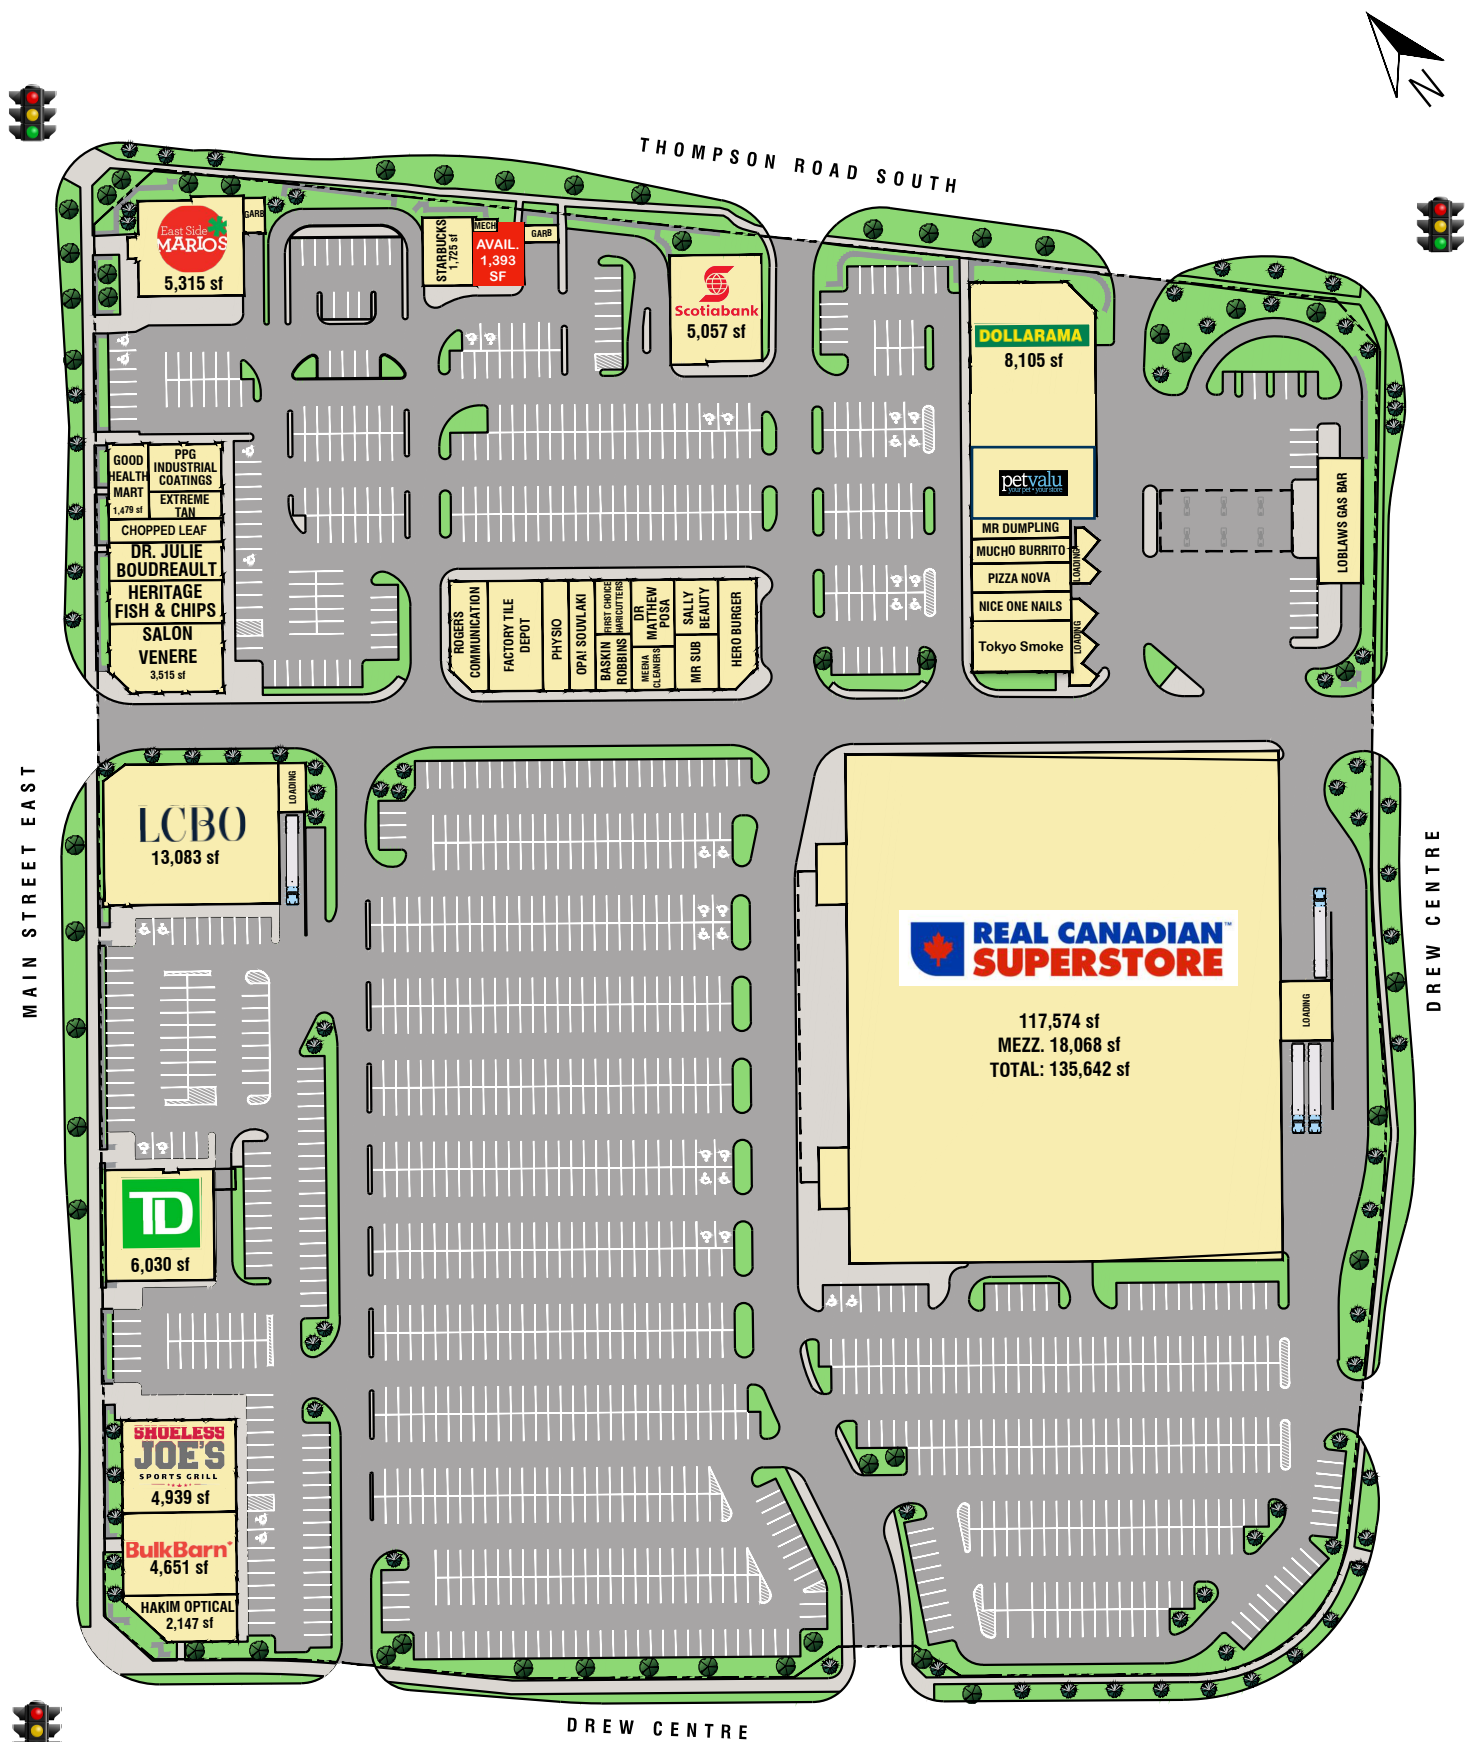 N
THOMPSON ROAD SOUTH
East Side
MARIOS
5,315 sf
GARB
STARBUCKS
1,725 sf
MECH
AVAIL.
1,393
SF
GARB
Scotiabank
5,057 sf
DOLLARAMA
8,105 sf
petvalu
your pet • your store
MR DUMPLING
MUCHO BURRITO
PIZZA NOVA
NICE ONE NAILS
Tokyo Smoke
LOADING
LOADING
LOBLAWS GAS BAR
GOOD
HEALTH
MART
1,479 sf
PPG
INDUSTRIAL
COATINGS
EXTREME
TAN
CHOPPED LEAF
DR. JULIE
BOUDREAULT
HERITAGE
FISH & CHIPS
SALON
VENERE
3,515 sf
ROGERS
COMMUNICATION
FACTORY TILE
DEPOT
PHYSIO
OPA! SOUVLAKI
FIRST CHOICE
HARICUTTERS
BASKIN
ROBBINS
DR
MATTHEW
POSA
MEENA
CLEANERS
SALLY
BEAUTY
MR SUB
HERO BURGER
MAIN STREET EAST
LCBO
13,083 sf
LOADING
REAL CANADIAN™
SUPERSTORE
117,574 sf
MEZZ. 18,068 sf
TOTAL: 135,642 sf
LOADING
DREW CENTRE
TD
6,030 sf
SHOELESS
JOE'S
SPORTS GRILL
4,939 sf
BulkBarn
4,651 sf
HAKIM OPTICAL
2,147 sf
DREW CENTRE